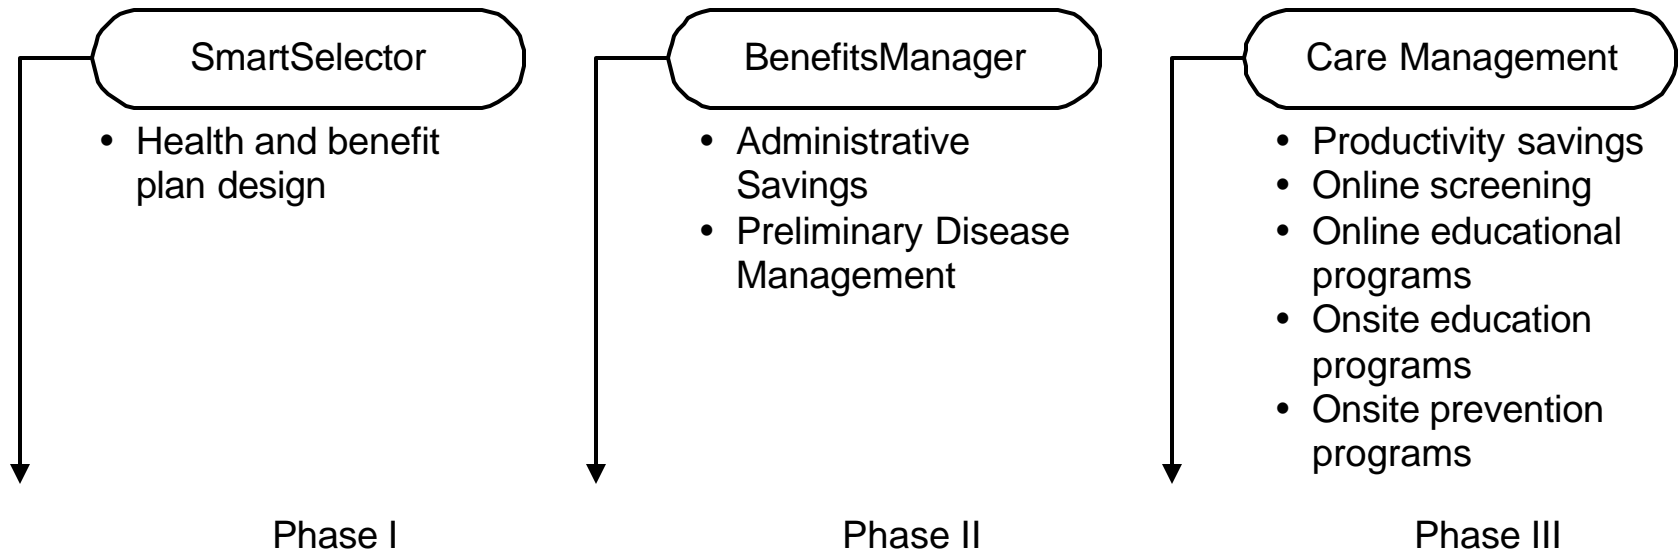 SmartSelector
• Health and benefit
plan design
Phase I
BenefitsManager
• Administrative
Savings
• Preliminary Disease
Management
Phase II
Care Management
• Productivity savings
• Online screening
• Online educational
programs
• Onsite education
programs
• Onsite prevention
programs
Phase III